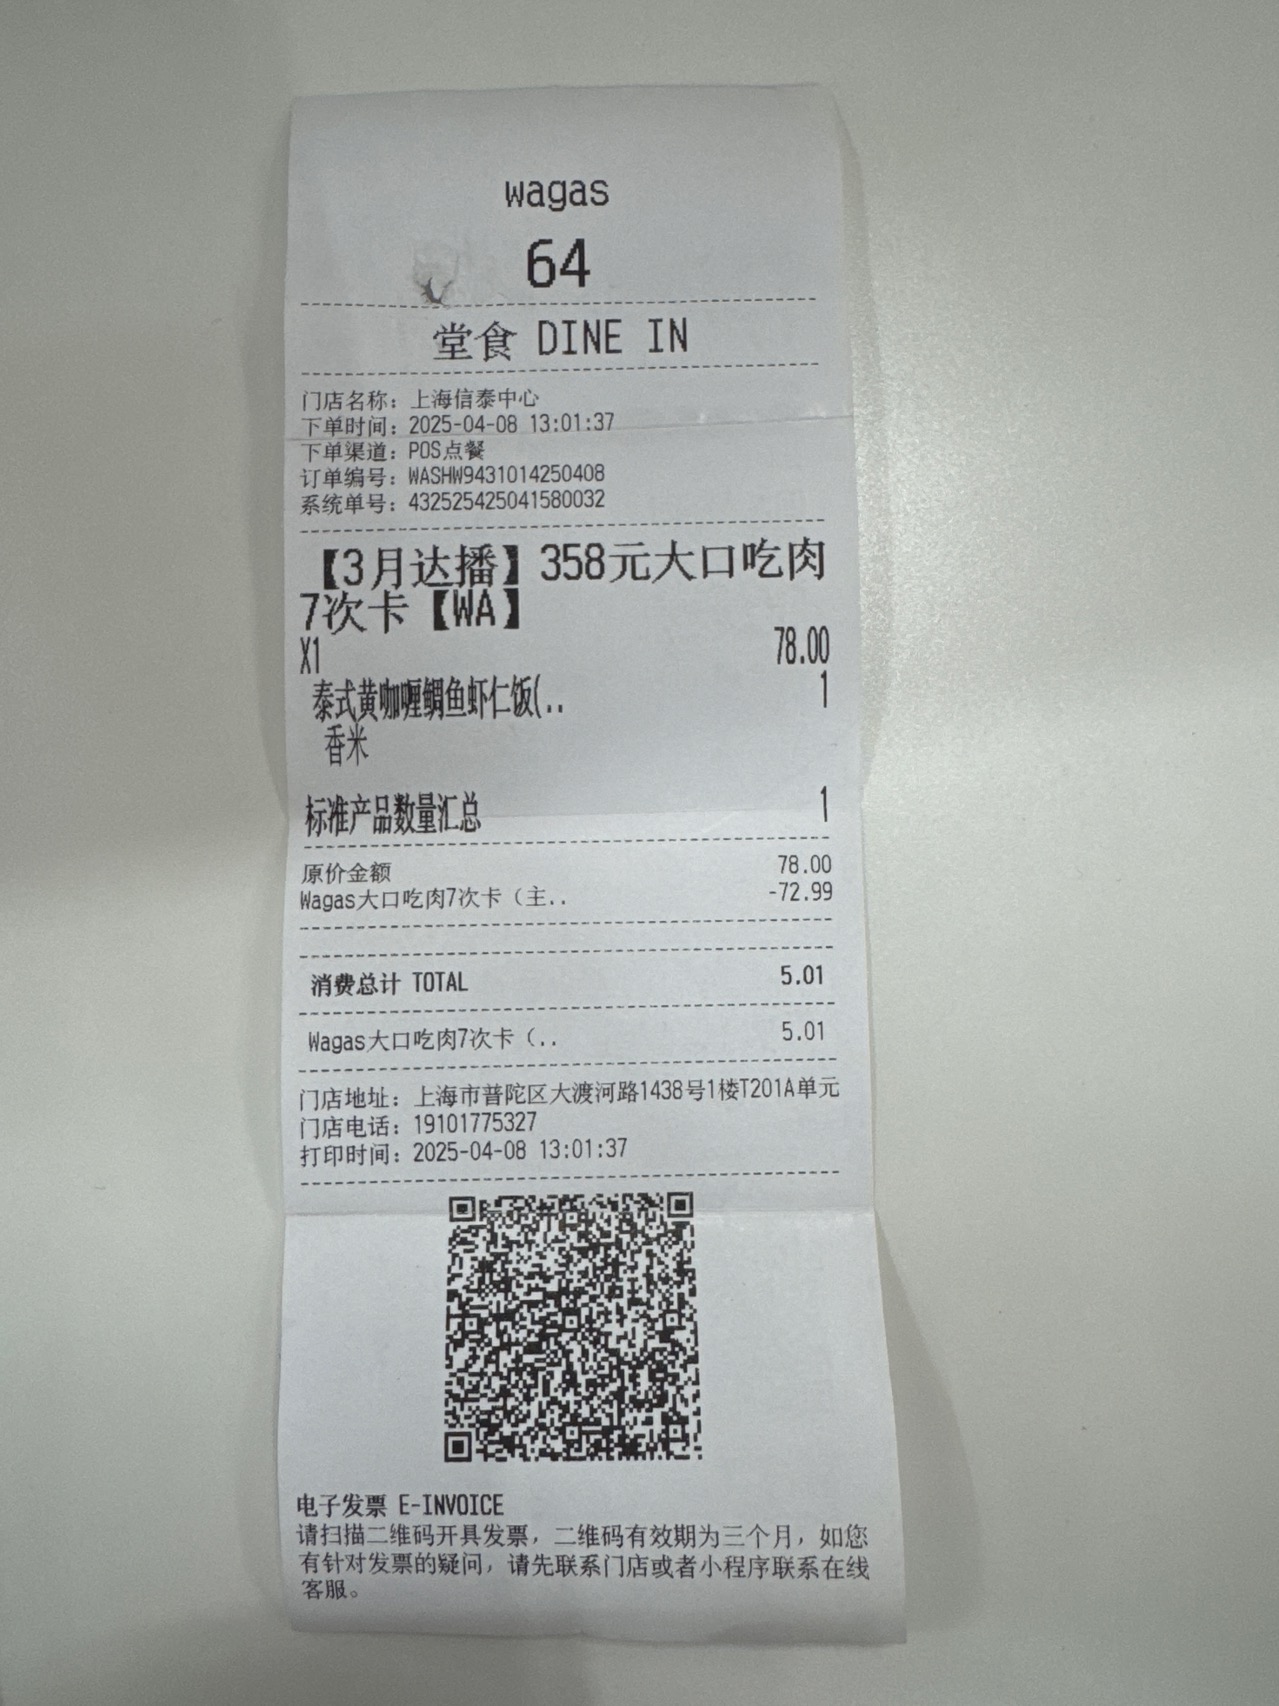 wagas
64
堂食 DINE IN
门店名称：上海信泰中心
下单时间：2025-04-08 13:01:37
下单渠道：POS点餐
订单编号：WASHW9431014250408
系统单号：432525425041580032
【3月达播】358元大口吃肉
7次卡【WA】
X1 78.00
泰式黄咖喱鲷鱼虾仁饭(.. 1
香米
标准产品数量汇总 1
原价金额 78.00
Wagas大口吃肉7次卡（主.. -72.99
消费总计 TOTAL 5.01
Wagas大口吃肉7次卡（.. 5.01
门店地址：上海市普陀区大渡河路1438号1楼T201A单元
门店电话：19101775327
打印时间：2025-04-08 13:01:37
电子发票 E-INVOICE
请扫描二维码开具发票，二维码有效期为三个月，如您
有针对发票的疑问，请先联系门店或者小程序联系在线
客服。